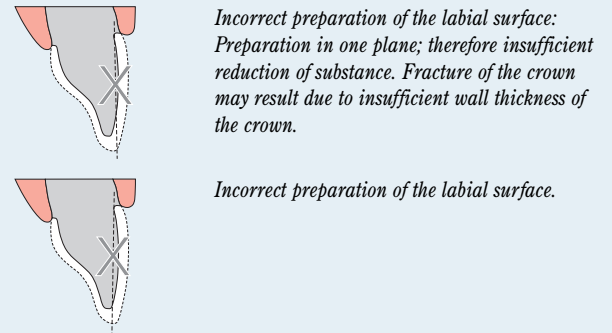 Incorrect preparation of the labial surface:
Preparation in one plane; therefore insufficient
reduction of substance. Fracture of the crown
may result due to insufficient wall thickness of
the crown.
Incorrect preparation of the labial surface.